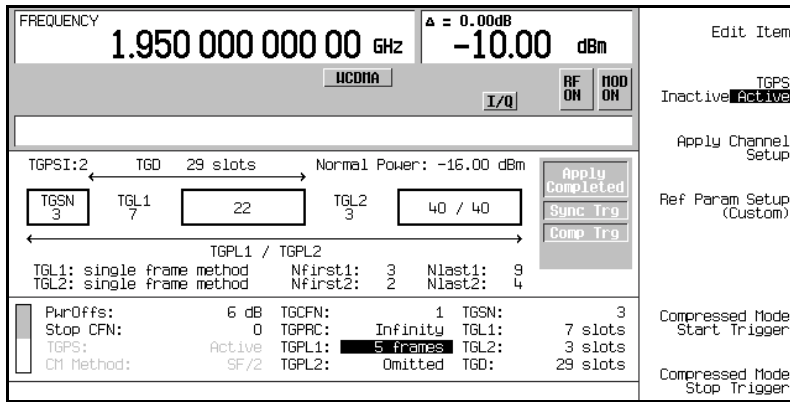 FREQUENCY
1.950 000 000 00 GHz
Δ = 0.00dB
-10.00 dBm
WCDMA
I/Q
RF ON
MOD ON
TGPSI:2 TGD 29 slots Normal Power: -16.00 dBm
TGSN 3
TGL1 7
22
TGL2 3
40 / 40
Apply Completed
Sync Trg
Comp Trg
TGPL1 / TGPL2
TGL1: single frame method Nfirst1: 3 Nlast1: 9
TGL2: single frame method Nfirst2: 2 Nlast2: 4
PwrOffs: 6 dB TGCFN: 1 TGSN: 3
Stop CFN: 0 TGPRC: Infinity TGL1: 7 slots
TGPS: Active TGPL1: 5 frames TGL2: 3 slots
CM Method: SF/2 TGPL2: Omitted TGD: 29 slots
Edit Item
TGPS
Inactive Active
Apply Channel
Setup
Ref Param Setup
(Custom)
Compressed Mode
Start Trigger
Compressed Mode
Stop Trigger